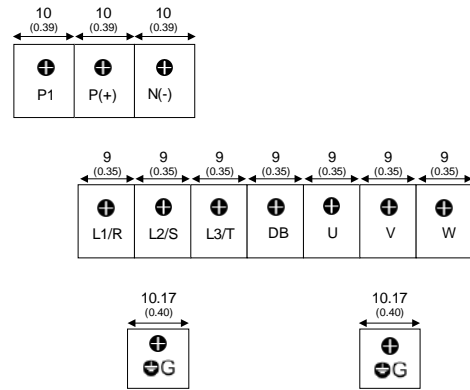 10 10 10
(0.39) (0.39) (0.39)
P1 P(+) N(-)
9 9 9 9 9 9 9
(0.35) (0.35) (0.35) (0.35) (0.35) (0.35) (0.35)
L1/R L2/S L3/T DB U V W
10.17 10.17
(0.40) (0.40)
G G